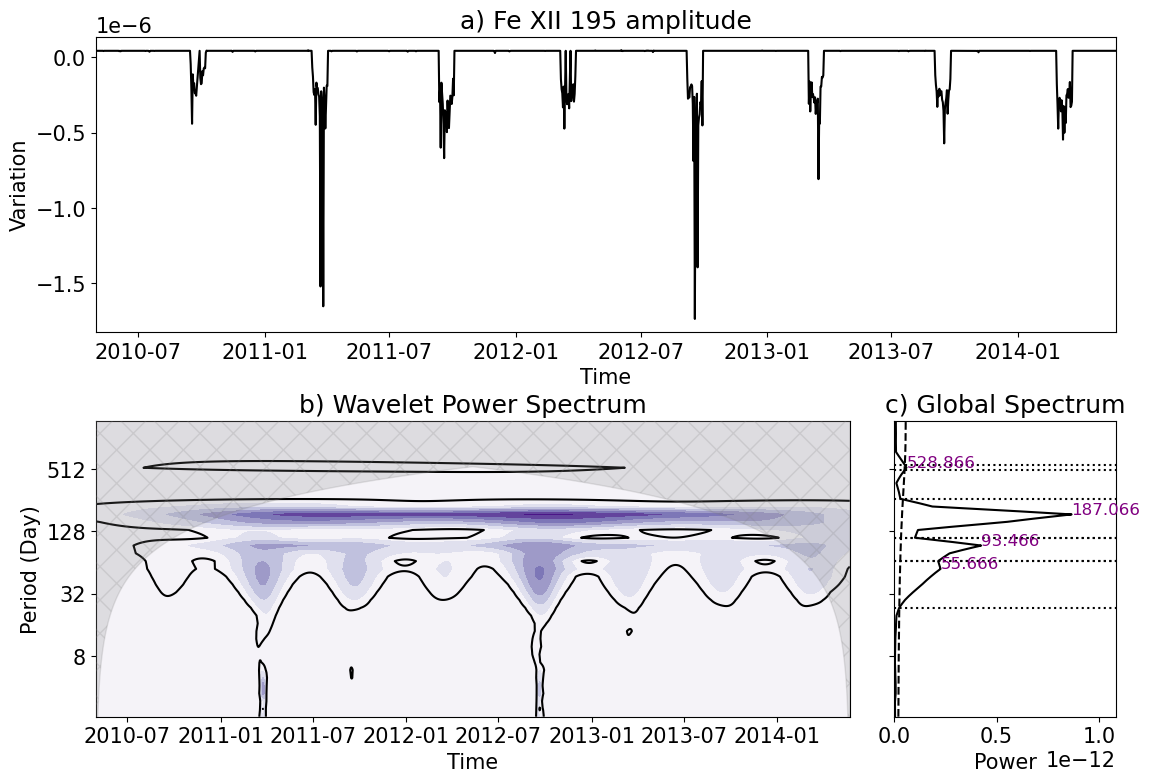 a) Fe XII 195 amplitude
1e−6
0.0
−0.5
−1.0
−1.5
Variation
2010-07 2011-01 2011-07 2012-01 2012-07 2013-01 2013-07 2014-01
Time
b) Wavelet Power Spectrum
512
128
32
8
Period (Day)
2010-07 2011-01 2011-07 2012-01 2012-07 2013-01 2013-07 2014-01
Time
c) Global Spectrum
528.866
187.066
93.466
55.666
0.0 0.5 1.0
Power 1e−12